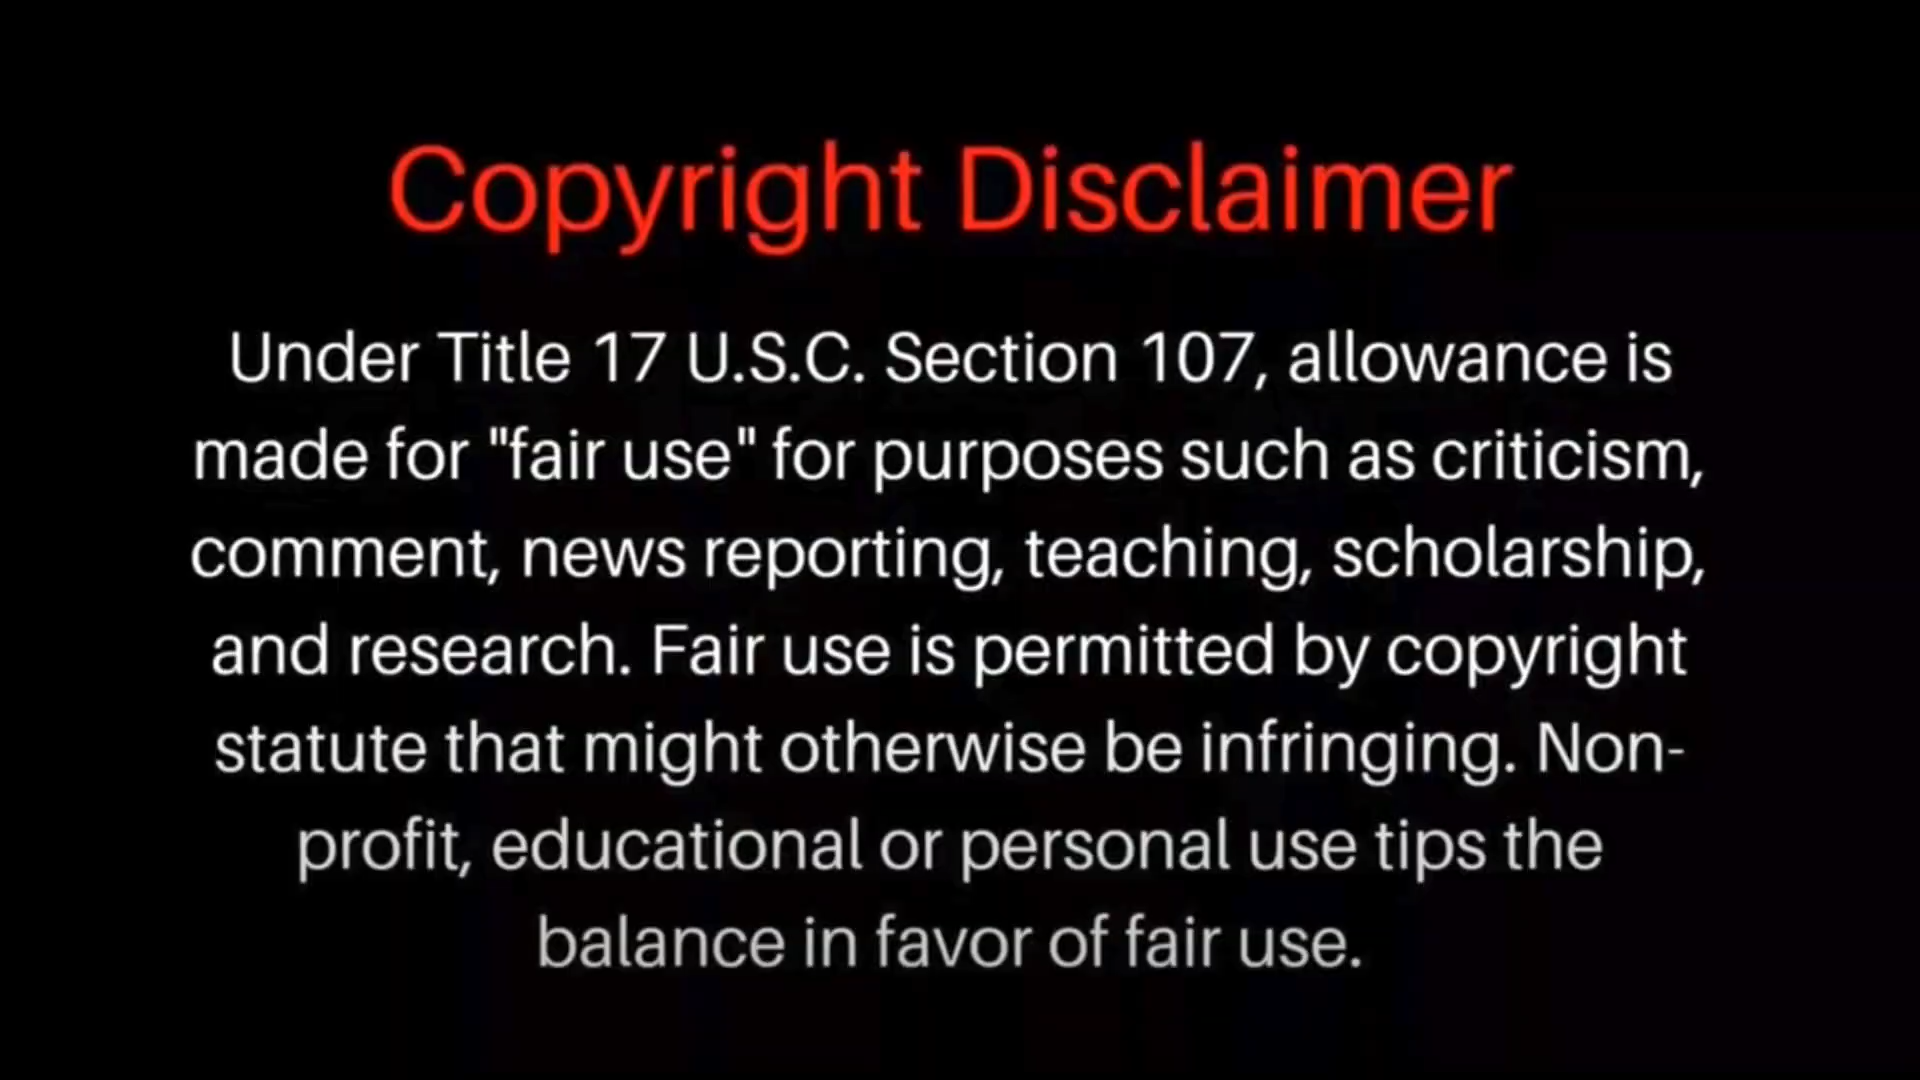 Copyright Disclaimer
Under Title 17 U.S.C. Section 107, allowance is
made for "fair use" for purposes such as criticism,
comment, news reporting, teaching, scholarship,
and research. Fair use is permitted by copyright
statute that might otherwise be infringing. Non-
profit, educational or personal use tips the
balance in favor of fair use.